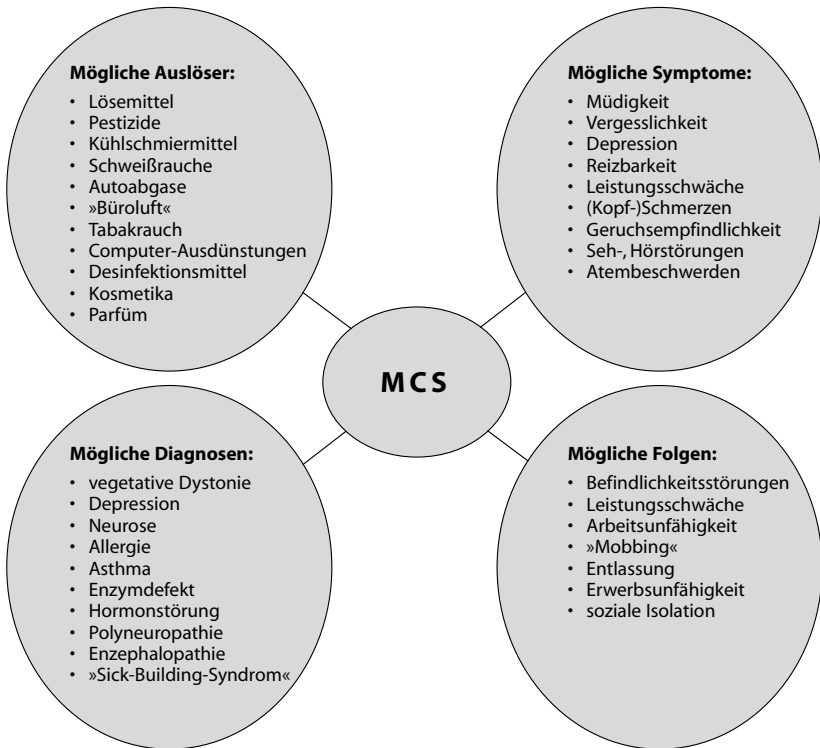 Mögliche Auslöser:
• Lösemittel
• Pestizide
• Kühlschmiermittel
• Schweißrauche
• Autoabgase
• »Büroluft«
• Tabakrauch
• Computer-Ausdünstungen
• Desinfektionsmittel
• Kosmetika
• Parfüm
Mögliche Symptome:
• Müdigkeit
• Vergesslichkeit
• Depression
• Reizbarkeit
• Leistungsschwäche
• (Kopf-)Schmerzen
• Geruchsempfindlichkeit
• Seh-, Hörstörungen
• Atembeschwerden
MCS
Mögliche Diagnosen:
• vegetative Dystonie
• Depression
• Neurose
• Allergie
• Asthma
• Enzymdefekt
• Hormonstörung
• Polyneuropathie
• Enzephalopathie
• »Sick-Building-Syndrom«
Mögliche Folgen:
• Befindlichkeitsstörungen
• Leistungsschwäche
• Arbeitsunfähigkeit
• »Mobbing«
• Entlassung
• Erwerbsunfähigkeit
• soziale Isolation